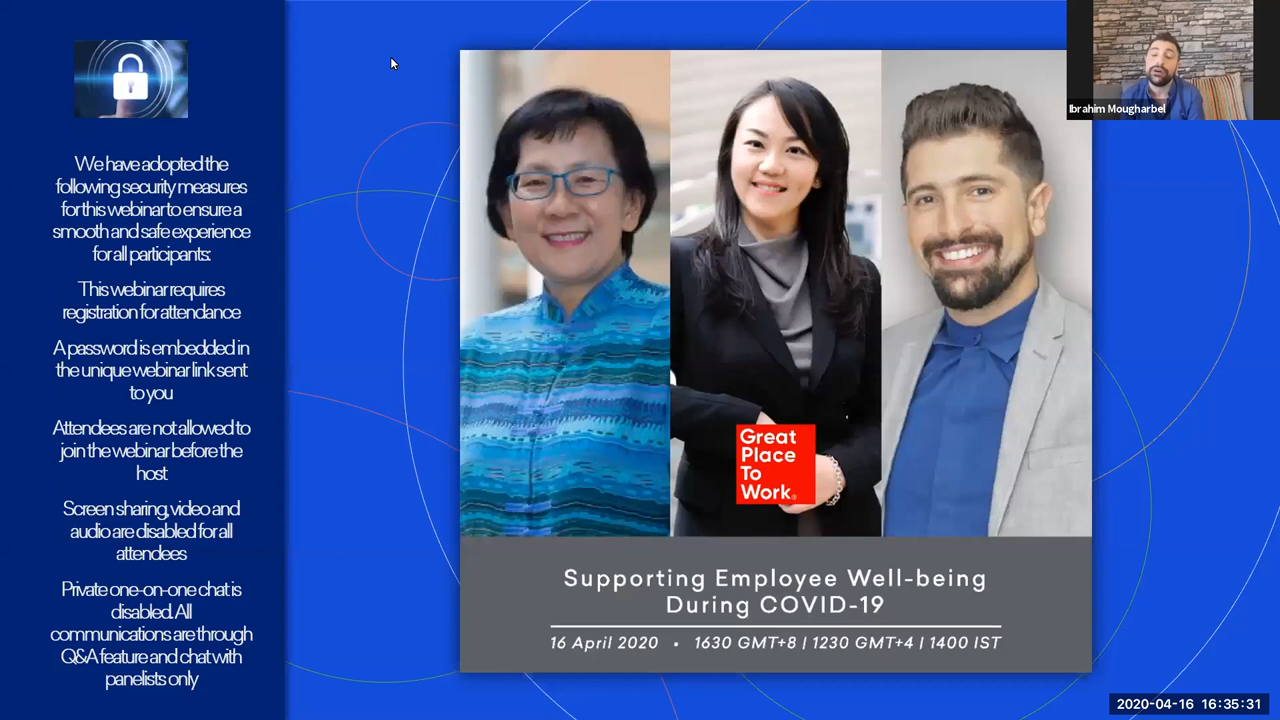 We have adopted the
following security measures
for this webinar to ensure a
smooth and safe experience
for all participants:
This webinar requires
registration for attendance
A password is embedded in
the unique webinar link sent
to you
Attendees are not allowed to
join the webinar before the
host
Screen sharing, video and
audio are disabled for all
attendees
Private one-on-one chat is
disabled. All
communications are through
Q&A feature and chat with
panelists only
Great
Place
To
Work®
Supporting Employee Well-being
During COVID-19
16 April 2020 • 1630 GMT+8 | 1230 GMT+4 | 1400 IST
Ibrahim Mougharbel
2020-04-16 16:35:31